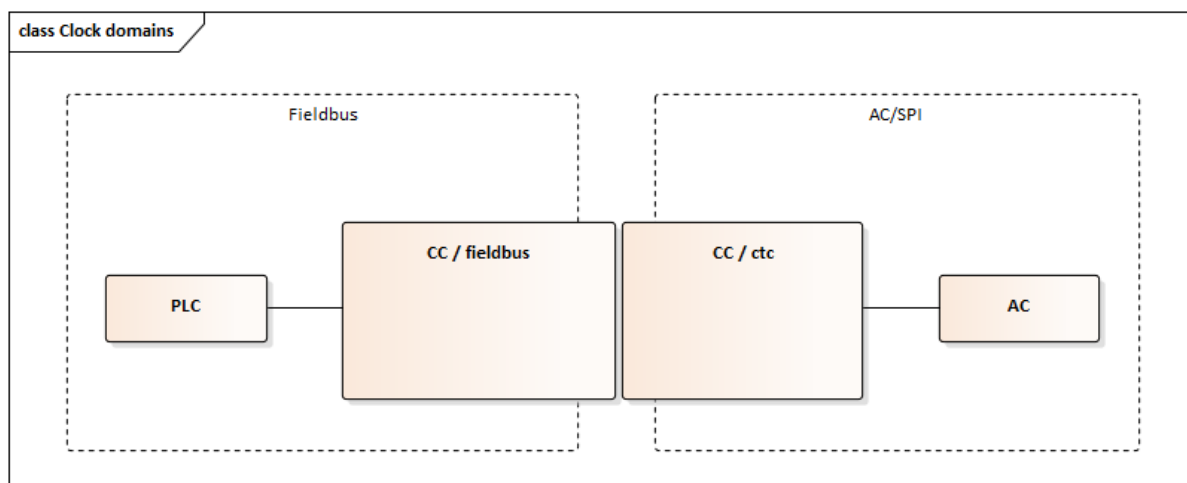 class Clock domains
Fieldbus
AC/SPI
CC / fieldbus
CC / ctc
PLC
AC